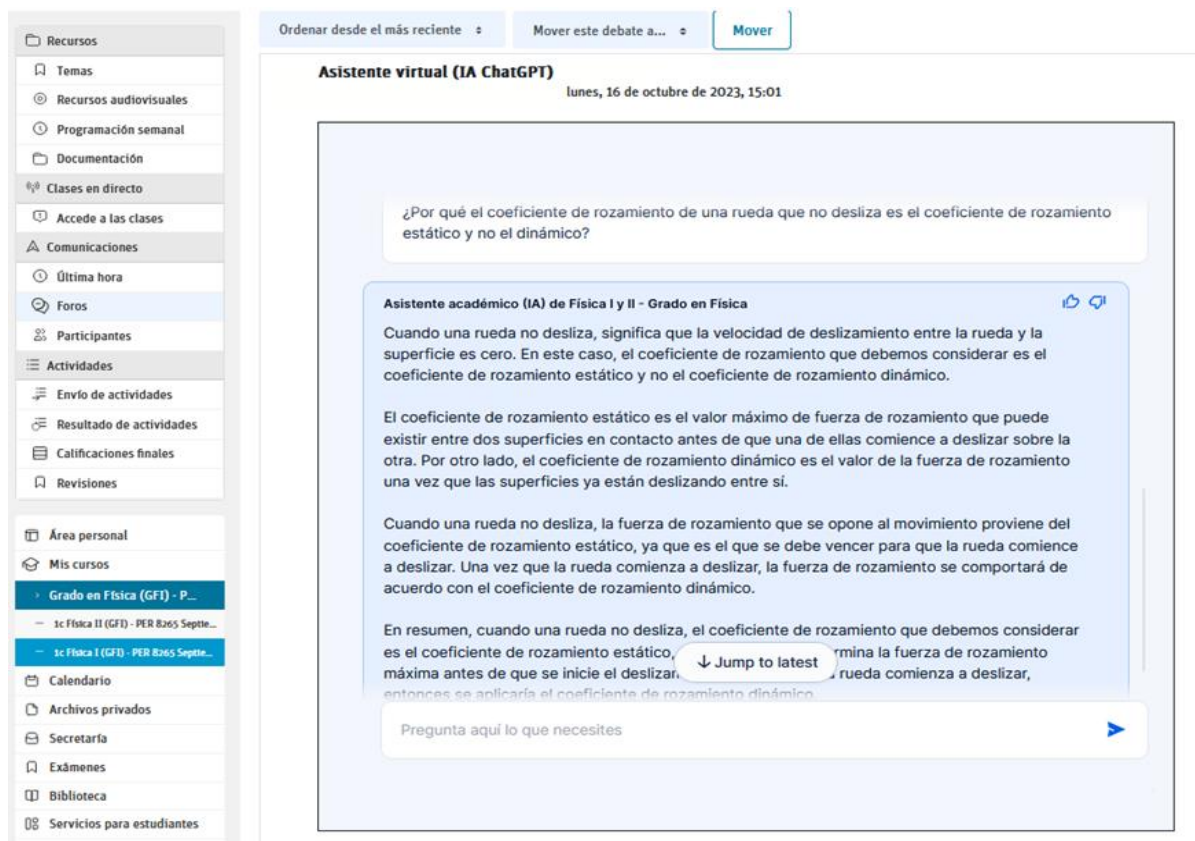 Recursos
Temas
Recursos audiovisuales
Programación semanal
Documentación
Clases en directo
Accede a las clases
Comunicaciones
Última hora
Foros
Participantes
Actividades
Envío de actividades
Resultado de actividades
Calificaciones finales
Revisiones
Área personal
Mis cursos
Grado en Física (GFI) - P...
1c Física II (GFI) - PER 8265 Septie...
1c Física I (GFI) - PER 8265 Septie...
Calendario
Archivos privados
Secretaría
Exámenes
Biblioteca
Servicios para estudiantes
Ordenar desde el más reciente
Mover este debate a...
Mover
Asistente virtual (IA ChatGPT)
lunes, 16 de octubre de 2023, 15:01
¿Por qué el coeficiente de rozamiento de una rueda que no desliza es el coeficiente de rozamiento
estático y no el dinámico?
Asistente académico (IA) de Física I y II - Grado en Física
Cuando una rueda no desliza, significa que la velocidad de deslizamiento entre la rueda y la
superficie es cero. En este caso, el coeficiente de rozamiento que debemos considerar es el
coeficiente de rozamiento estático y no el coeficiente de rozamiento dinámico.
El coeficiente de rozamiento estático es el valor máximo de fuerza de rozamiento que puede
existir entre dos superficies en contacto antes de que una de ellas comience a deslizar sobre la
otra. Por otro lado, el coeficiente de rozamiento dinámico es el valor de la fuerza de rozamiento
una vez que las superficies ya están deslizando entre sí.
Cuando una rueda no desliza, la fuerza de rozamiento que se opone al movimiento proviene del
coeficiente de rozamiento estático, ya que es el que se debe vencer para que la rueda comience
a deslizar. Una vez que la rueda comienza a deslizar, la fuerza de rozamiento se comportará de
acuerdo con el coeficiente de rozamiento dinámico.
En resumen, cuando una rueda no desliza, el coeficiente de rozamiento que debemos considerar
es el coeficiente de rozamiento estático, rmina la fuerza de rozamiento
máxima antes de que se inicie el deslizar rueda comienza a deslizar,
entonces se aplicaría el coeficiente de rozamiento dinámico.
Jump to latest
Pregunta aquí lo que necesites